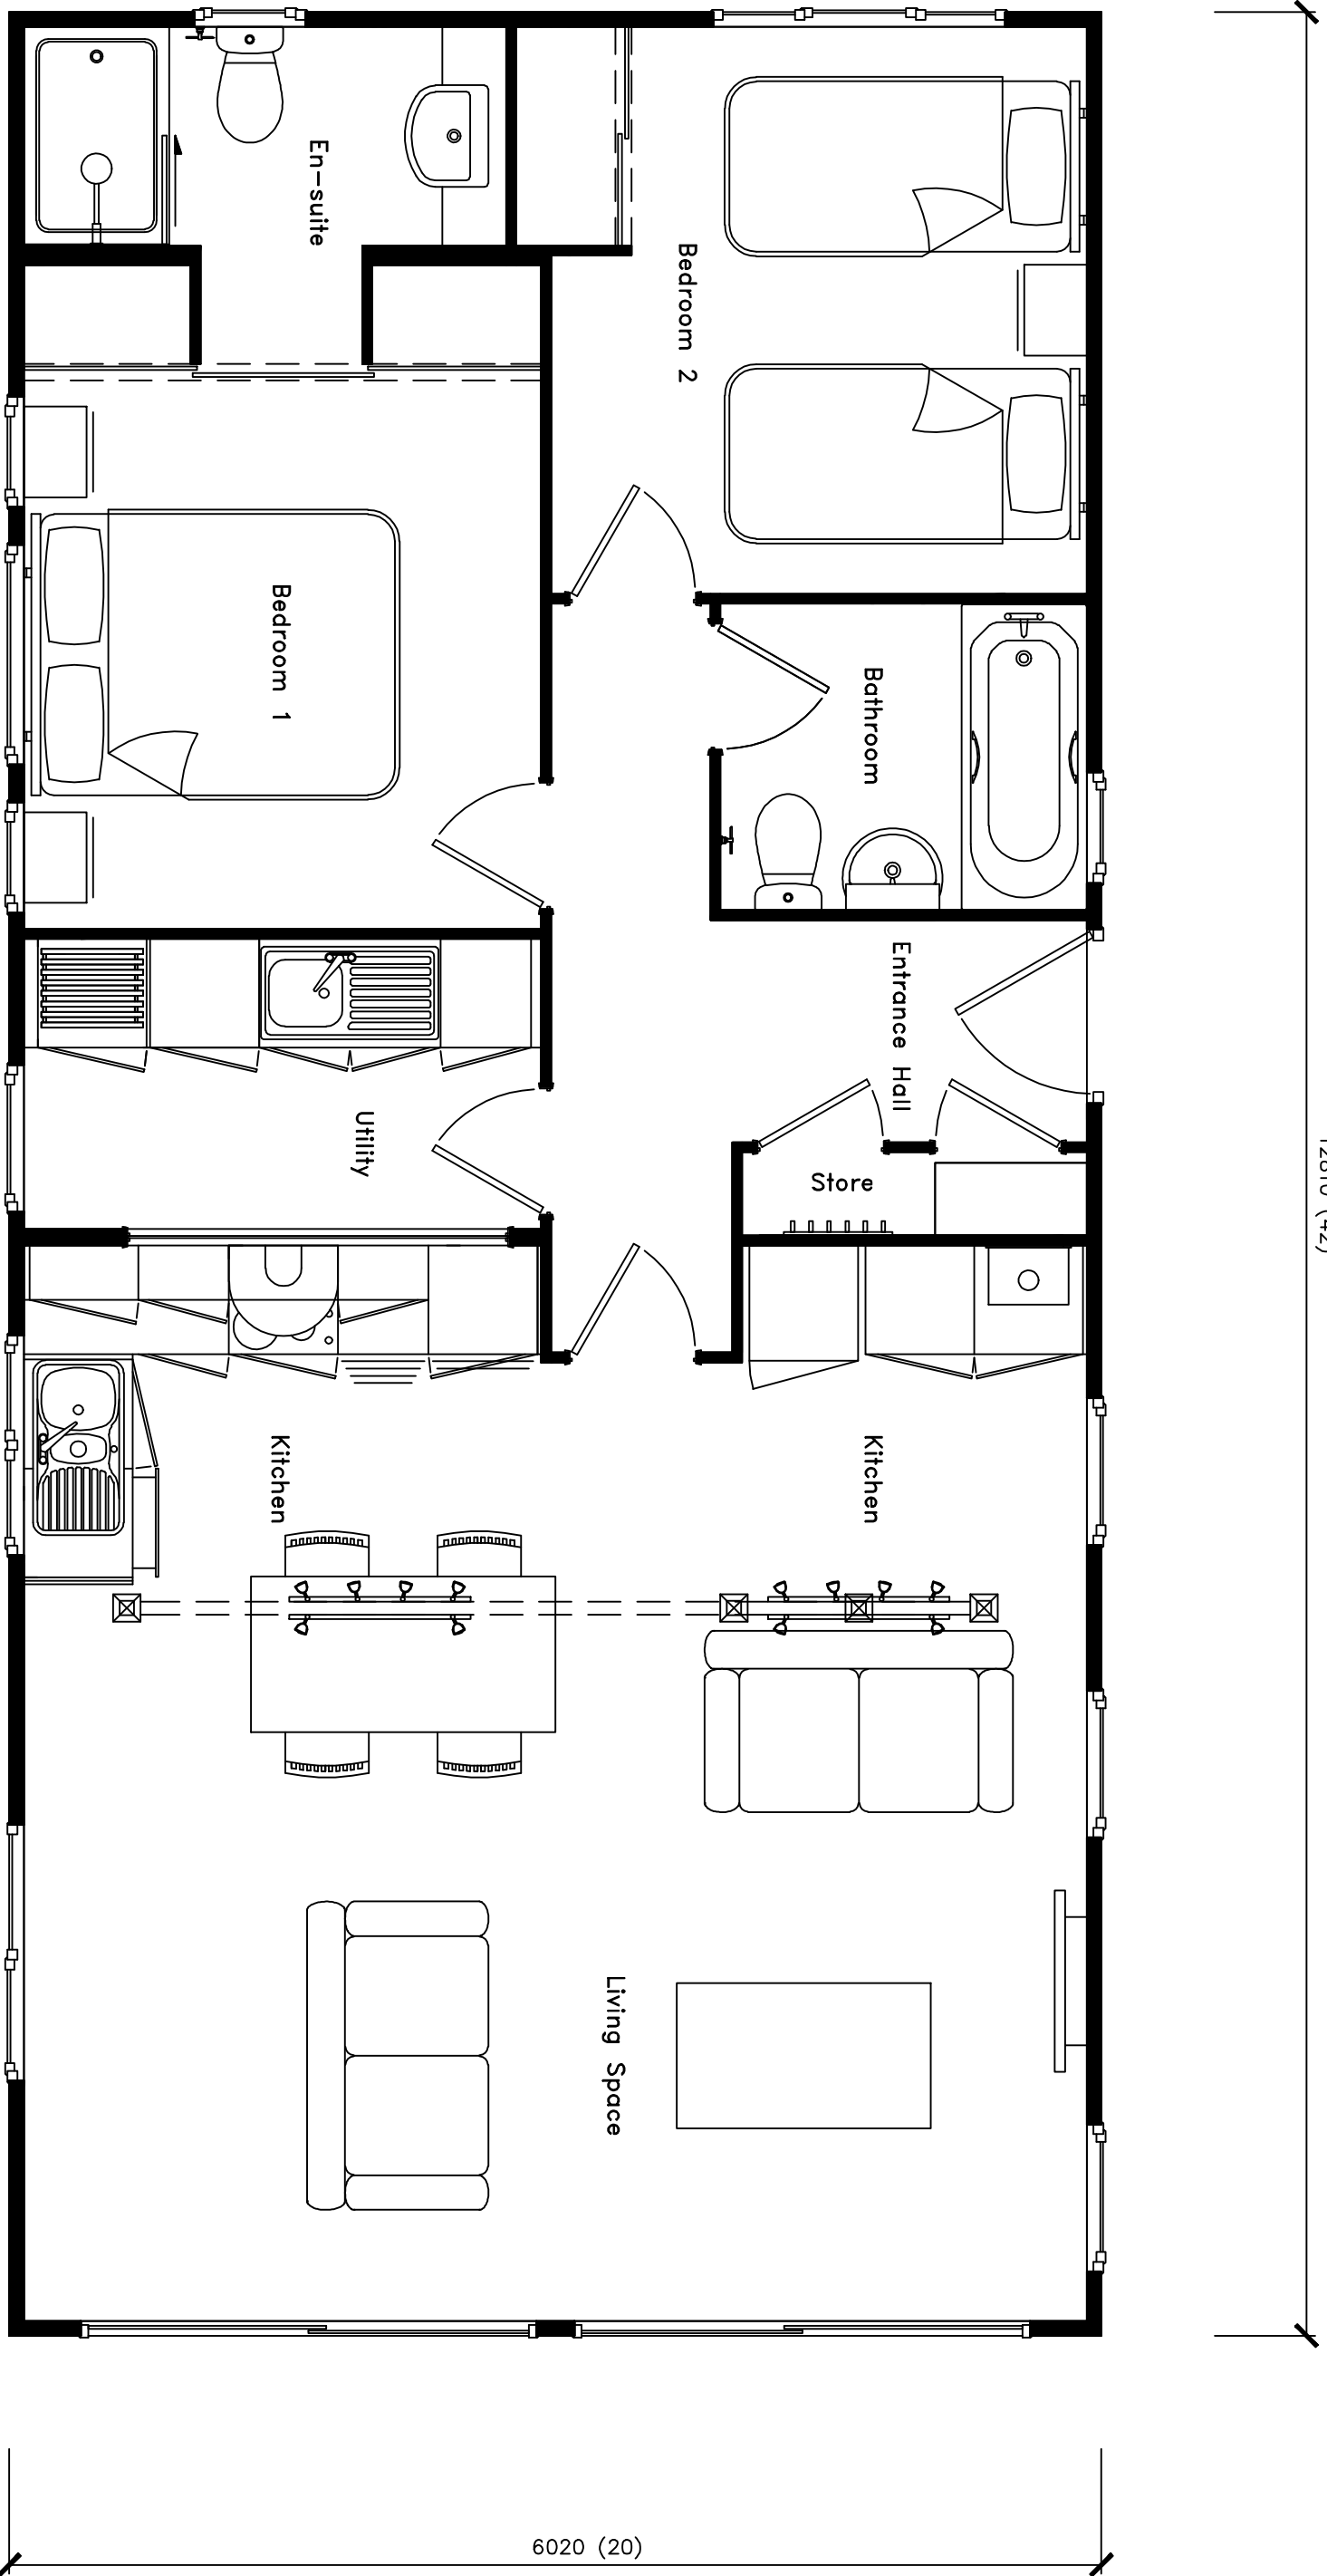 En-suite
Bedroom 2
Bedroom 1
Bathroom
Entrance Hall
Utility
Store
Kitchen
Kitchen
Living Space
6020 (20)